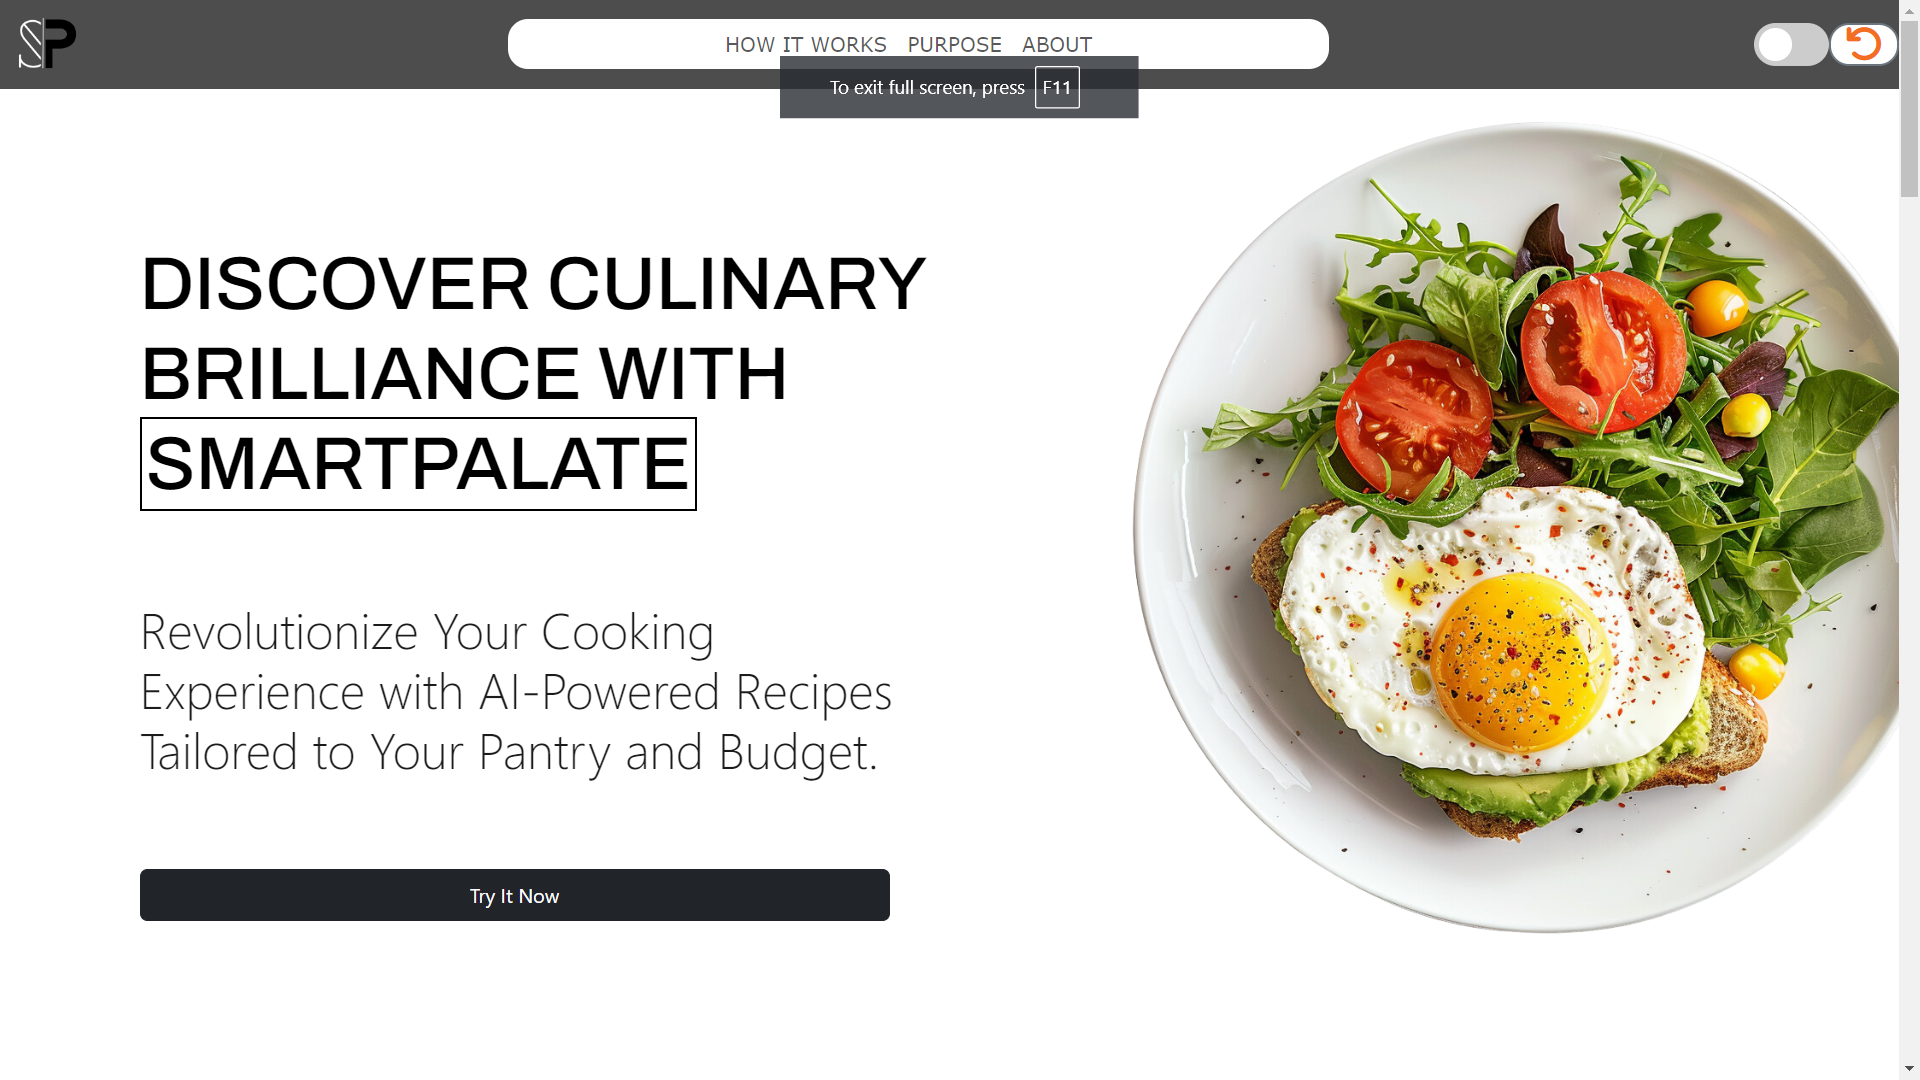 SP
HOW IT WORKS PURPOSE ABOUT
To exit full screen, press F11
DISCOVER CULINARY
BRILLIANCE WITH
SMARTPALATE
Revolutionize Your Cooking
Experience with AI-Powered Recipes
Tailored to Your Pantry and Budget.
Try It Now